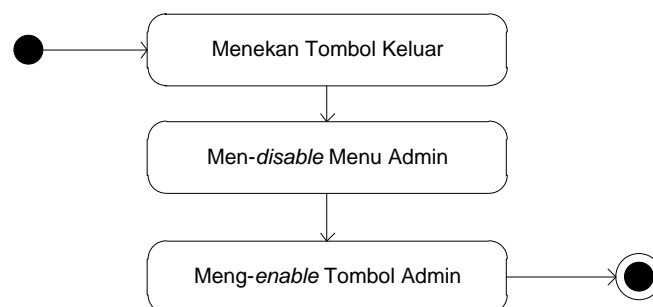 Menekan Tombol Keluar
Men-disable Menu Admin
Meng-enable Tombol Admin